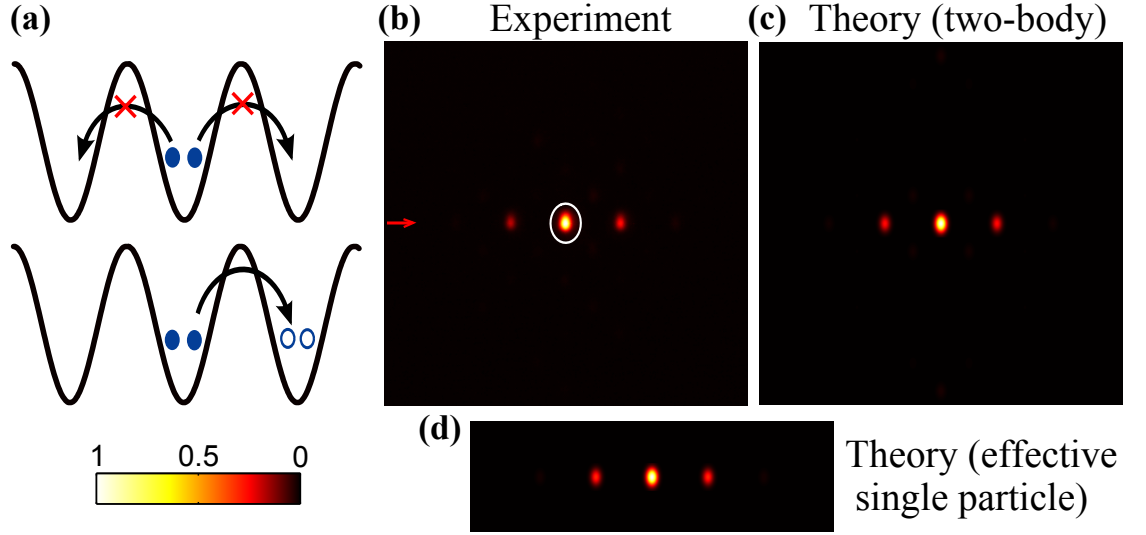 (a)
(b) Experiment
(c) Theory (two-body)
1 0.5 0
(d)
Theory (effective
single particle)